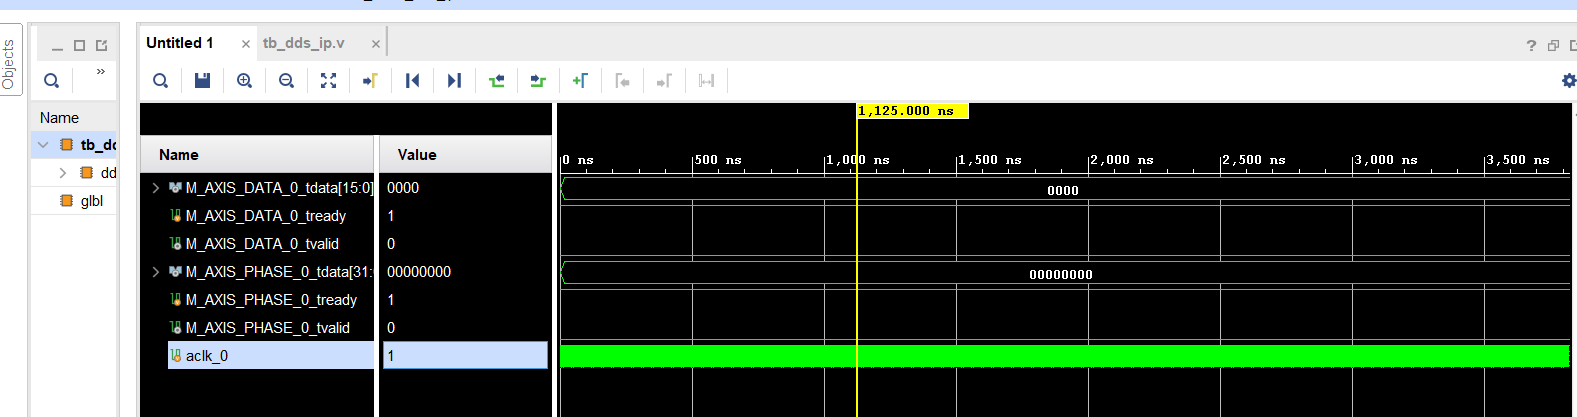 Objects
Untitled 1 × tb_dds_ip.v ×
?
»
Name
tb_dc
dd
glbl
Name Value
1,125.000 ns
0 ns 500 ns 1,000 ns 1,500 ns 2,000 ns 2,500 ns 3,000 ns 3,500 ns
M_AXIS_DATA_0_tdata[15:0] 0000 0000
M_AXIS_DATA_0_tready 1
M_AXIS_DATA_0_tvalid 0
M_AXIS_PHASE_0_tdata[31: 00000000 00000000
M_AXIS_PHASE_0_tready 1
M_AXIS_PHASE_0_tvalid 0
aclk_0 1